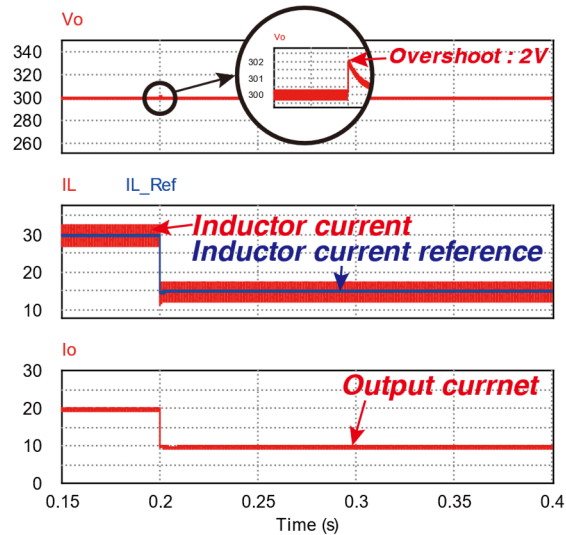 Vo
340
320
300
280
260
Vo
302
301
300
Overshoot : 2V
IL IL_Ref
30
20
10
Inductor current
Inductor current reference
Io
30
20
10
0
Output currnet
0.15 0.2 0.25 0.3 0.35 0.4
Time (s)